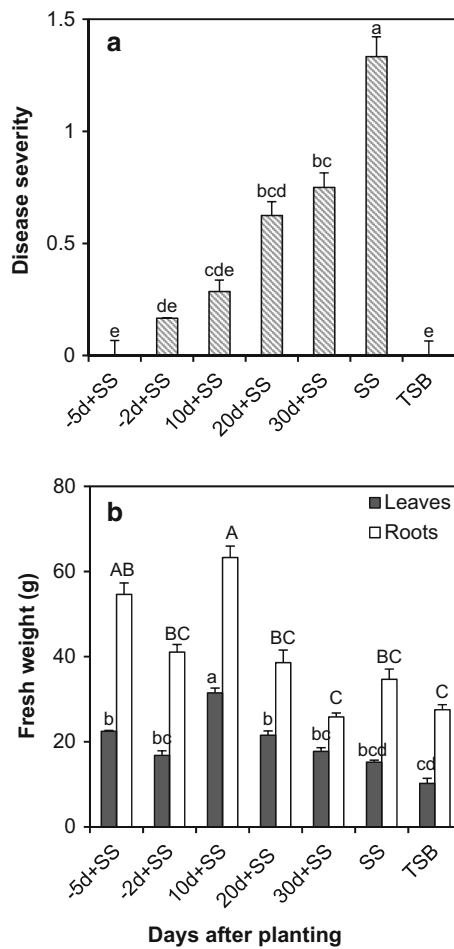 a
Disease severity
1.5
1
0.5
0
e
de
cde
bcd
bc
a
e
-5d+SS
-2d+SS
10d+SS
20d+SS
30d+SS
SS
TSB
b
Leaves
Roots
Fresh weight (g)
80
60
40
20
0
b
AB
bc
BC
a
A
b
BC
bc
C
bcd
BC
cd
C
-5d+SS
-2d+SS
10d+SS
20d+SS
30d+SS
SS
TSB
Days after planting